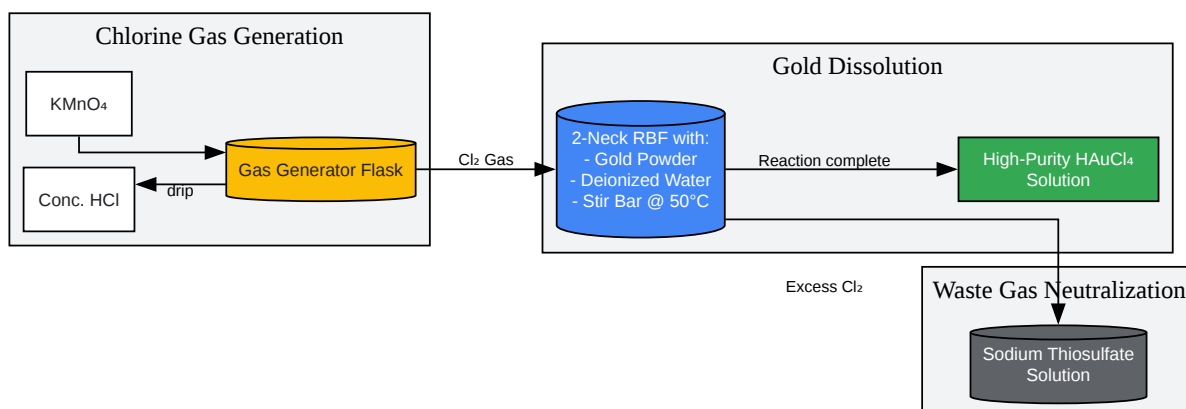 Chlorine Gas Generation
KMnO₄
Conc. HCl
drip
Gas Generator Flask
Cl₂ Gas
Gold Dissolution
2-Neck RBF with:
- Gold Powder
- Deionized Water
- Stir Bar @ 50°C
Reaction complete
High-Purity HAuCl₄
Solution
Excess Cl₂
Waste Gas Neutralization
Sodium Thiosulfate
Solution